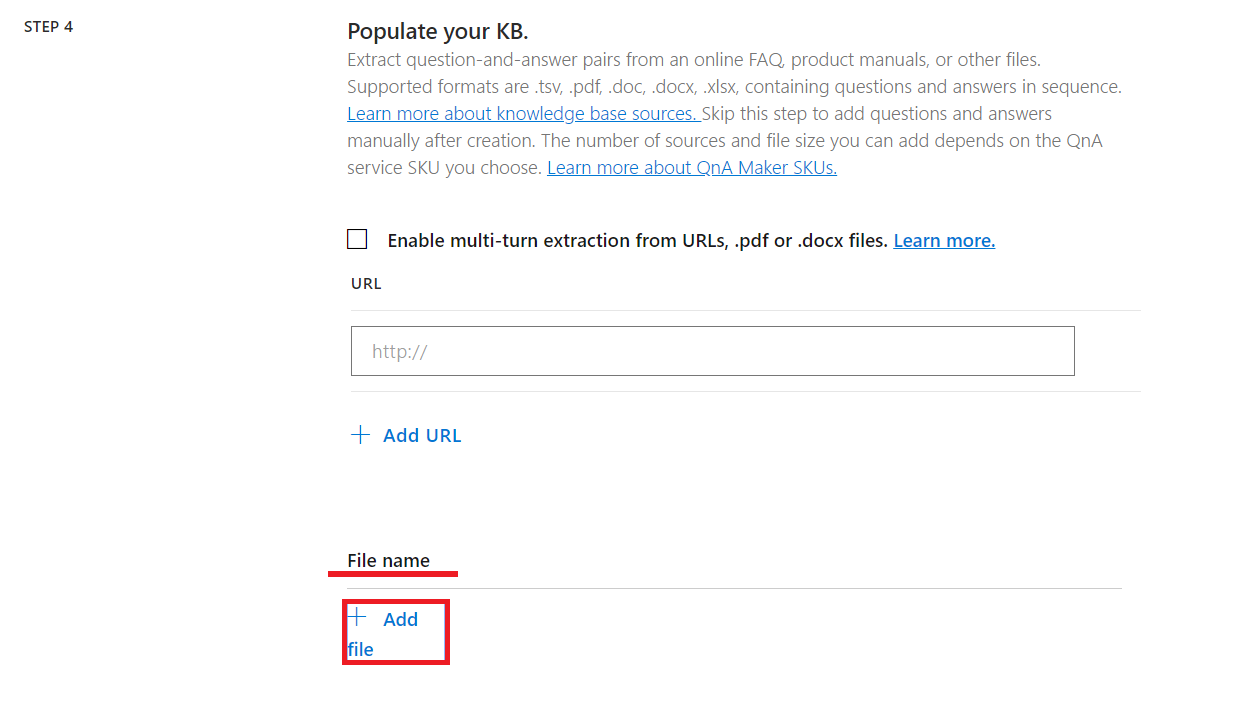 STEP 4
Populate your KB.
Extract question-and-answer pairs from an online FAQ, product manuals, or other files.
Supported formats are .tsv, .pdf, .doc, .docx, .xlsx, containing questions and answers in sequence.
Learn more about knowledge base sources. Skip this step to add questions and answers
manually after creation. The number of sources and file size you can add depends on the QnA
service SKU you choose. Learn more about QnA Maker SKUs.
Enable multi-turn extraction from URLs, .pdf or .docx files. Learn more.
URL
http://
+ Add URL
File name
+ Add
file